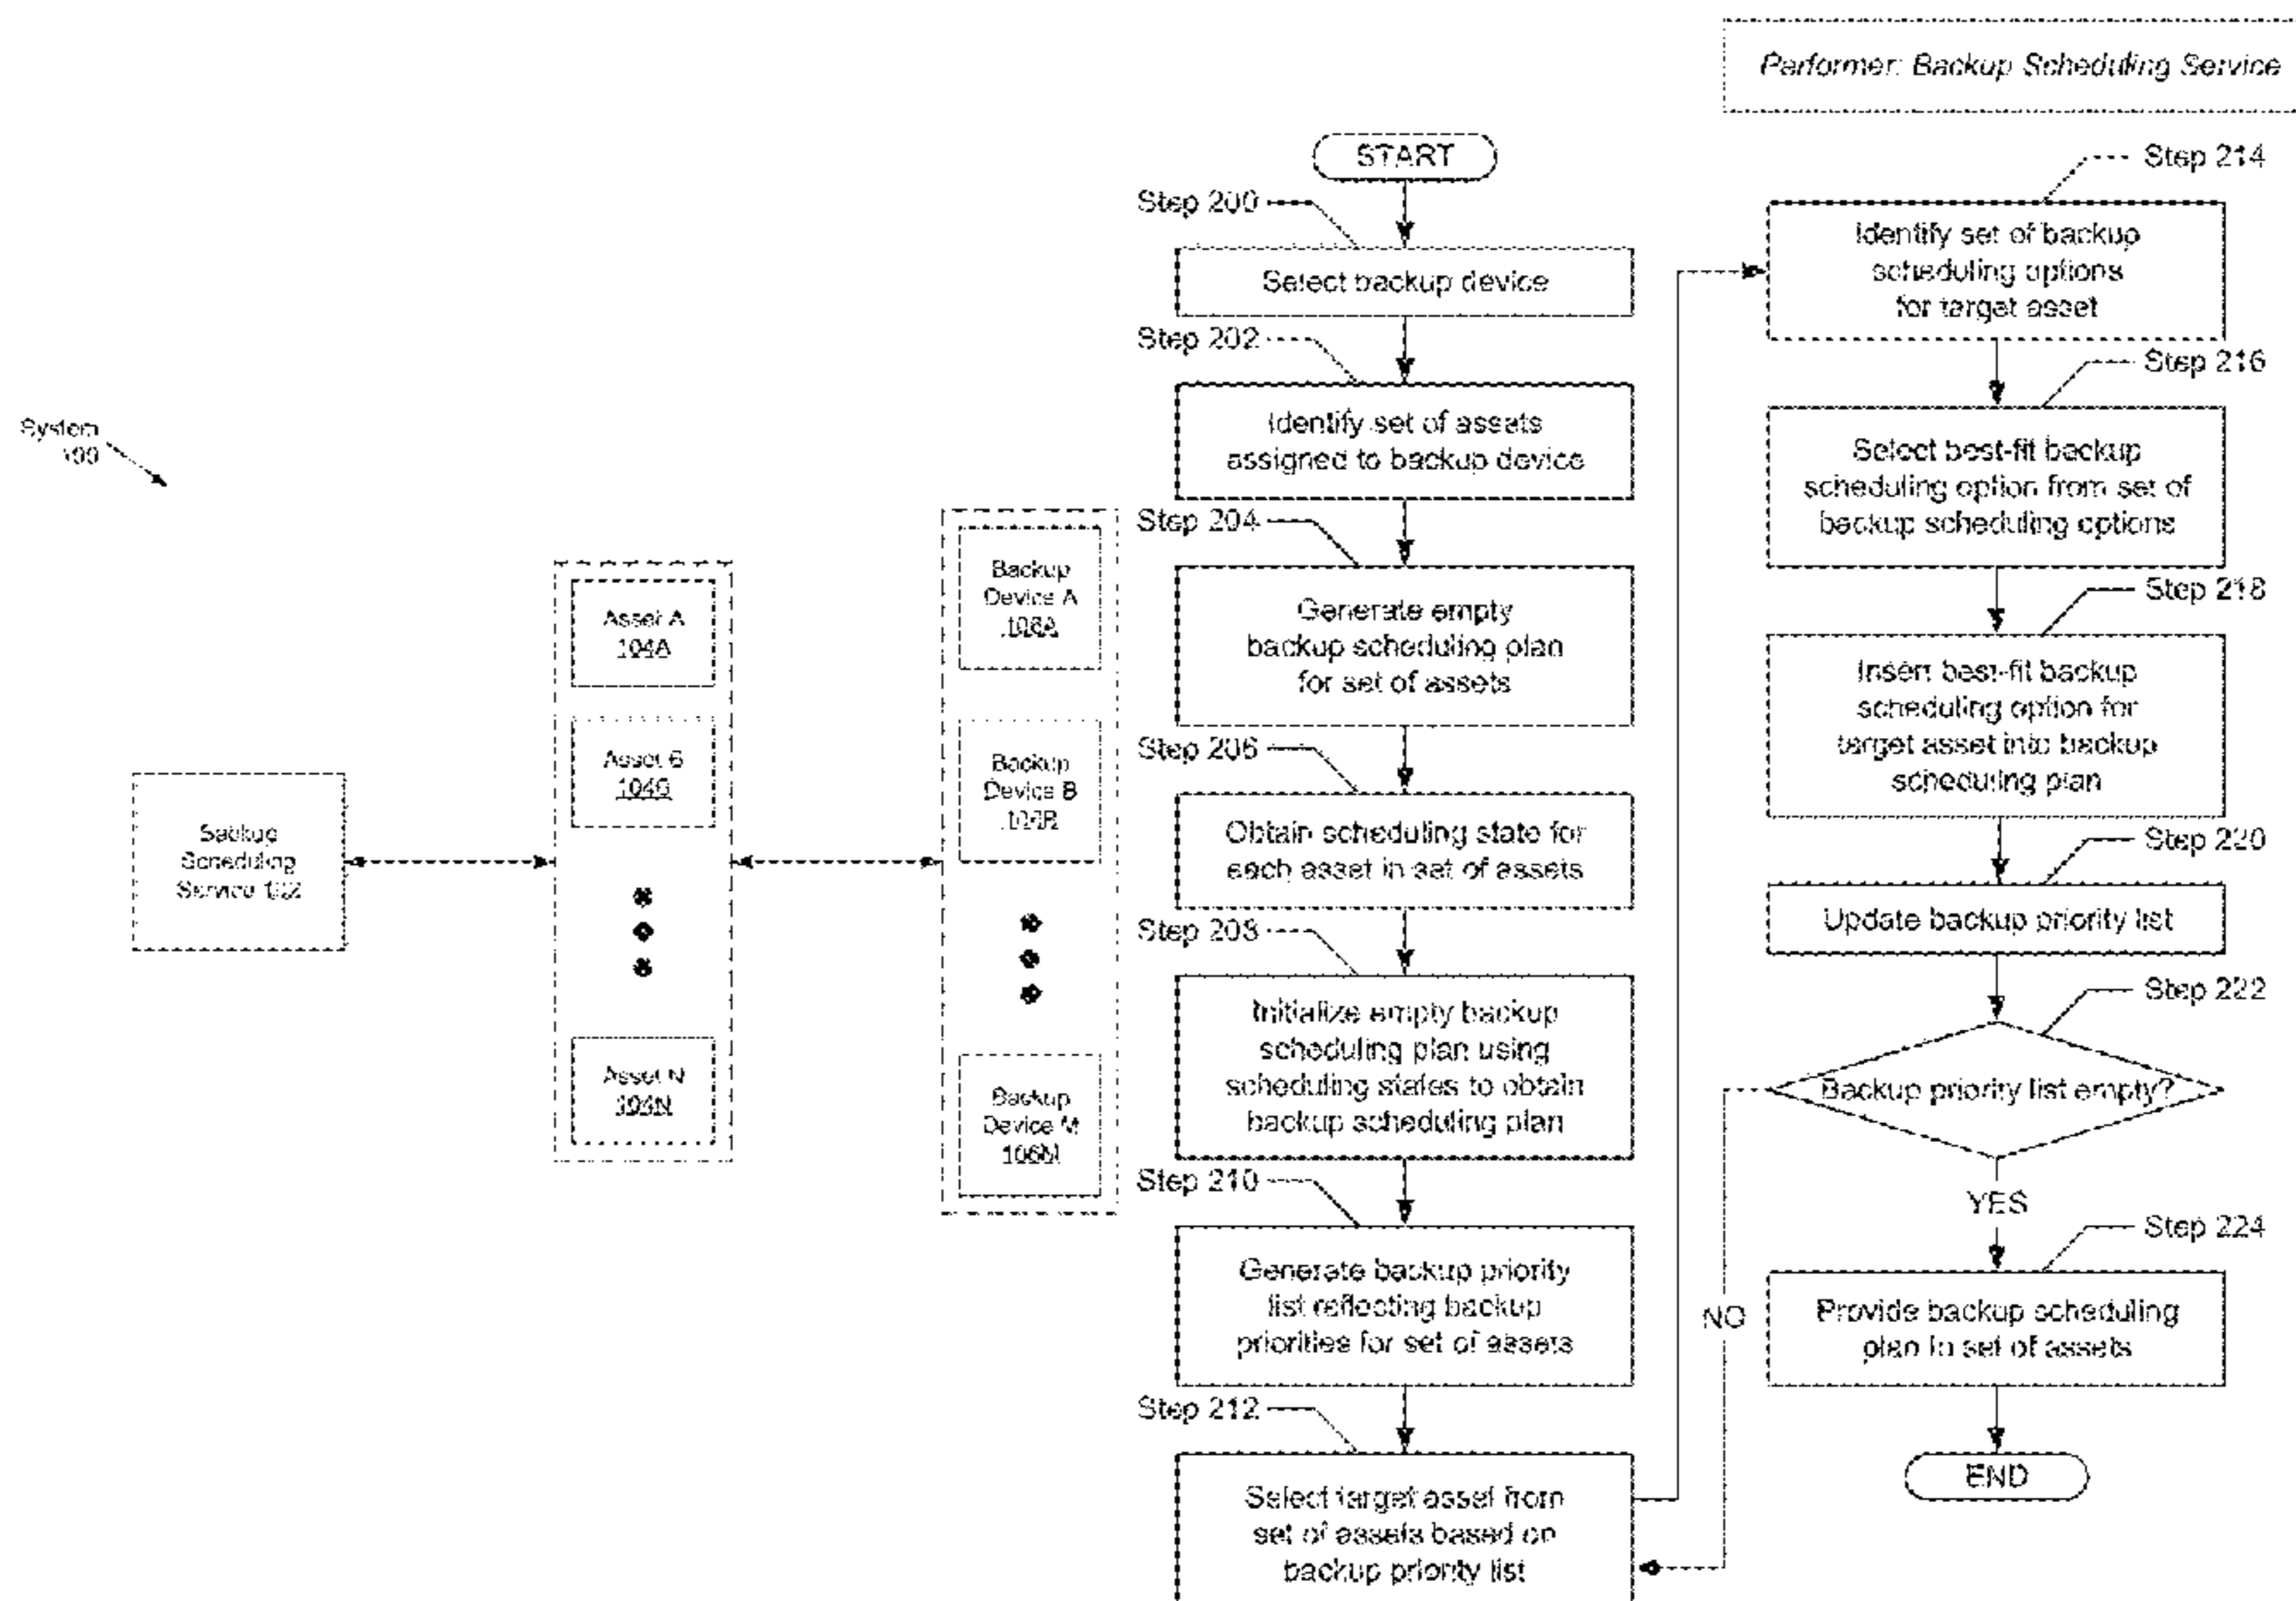 Performer: Backup Scheduling Service
System
100
Backup
Scheduling
Service 102
Asset A
104A
Asset B
Asset N
104N
Backup
Device A
106A
Backup
Device B
106B
Backup
Device M
106M
START
Step 200
Select backup device
Step 202
Identify set of assets
assigned to backup device
Step 204
Generate empty
backup scheduling plan
for set of assets
Step 206
Obtain scheduling state for
each asset in set of assets
Step 208
Initialize empty backup
scheduling plan using
scheduling states to obtain
backup scheduling plan
Step 210
Generate backup priority
list reflecting backup
priorities for set of assets
Step 212
Select target asset from
set of assets based on
backup priority list
Step 214
Identify set of backup
scheduling options
for target asset
Step 216
Select best-fit backup
scheduling option from set of
backup scheduling options
Step 218
Insert best-fit backup
scheduling option for
target asset into backup
scheduling plan
Step 220
Update backup priority list
Step 222
Backup priority list empty?
NO
YES
Step 224
Provide backup scheduling
plan to set of assets
END